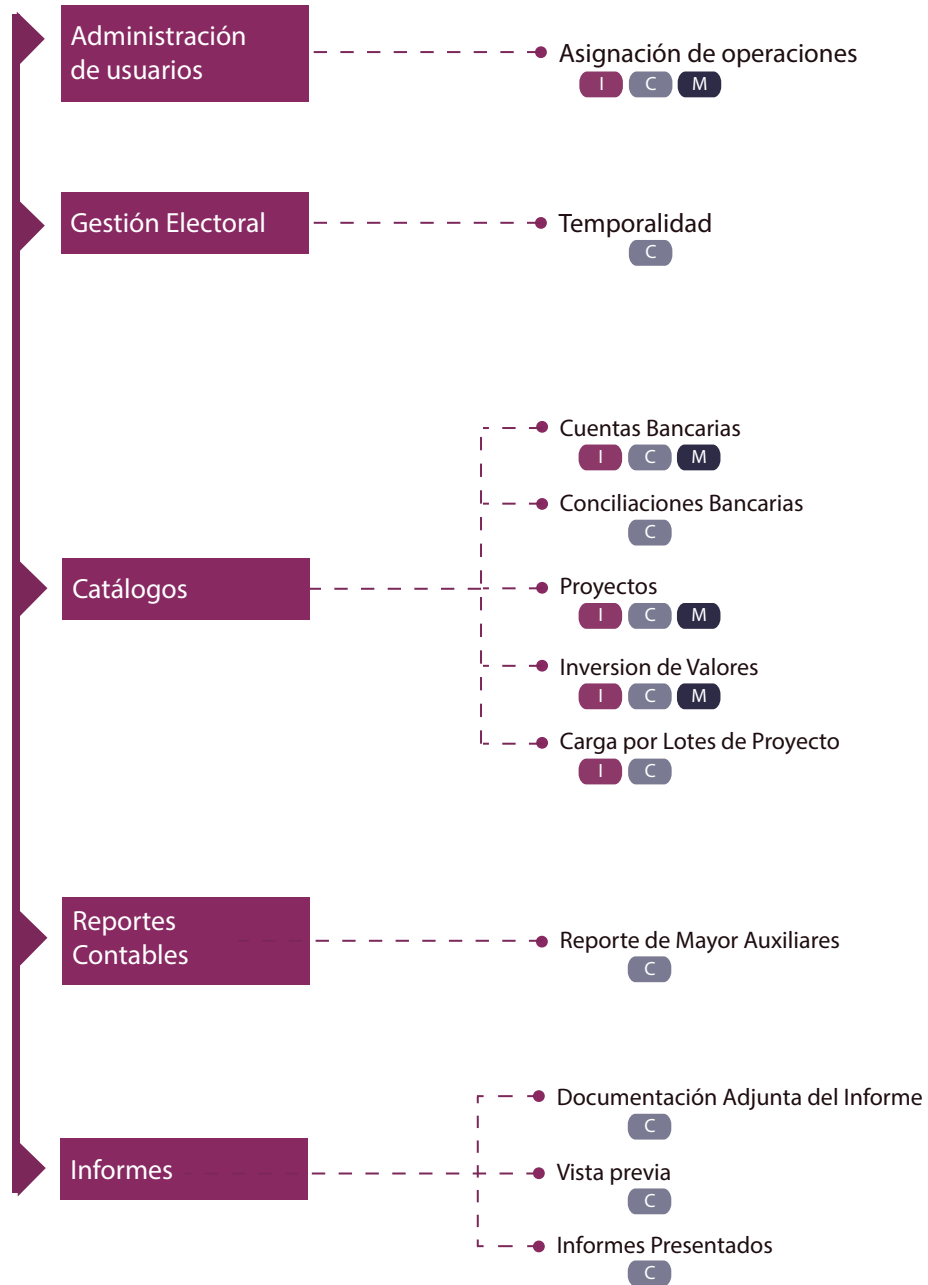 Administración
de usuarios
Asignación de operaciones
I C M
Gestión Electoral
Temporalidad
C
Catálogos
Cuentas Bancarias
I C M
Conciliaciones Bancarias
C
Proyectos
I C M
Inversion de Valores
I C M
Carga por Lotes de Proyecto
I C
Reportes
Contables
Reporte de Mayor Auxiliares
C
Informes
Documentación Adjunta del Informe
C
Vista previa
C
Informes Presentados
C